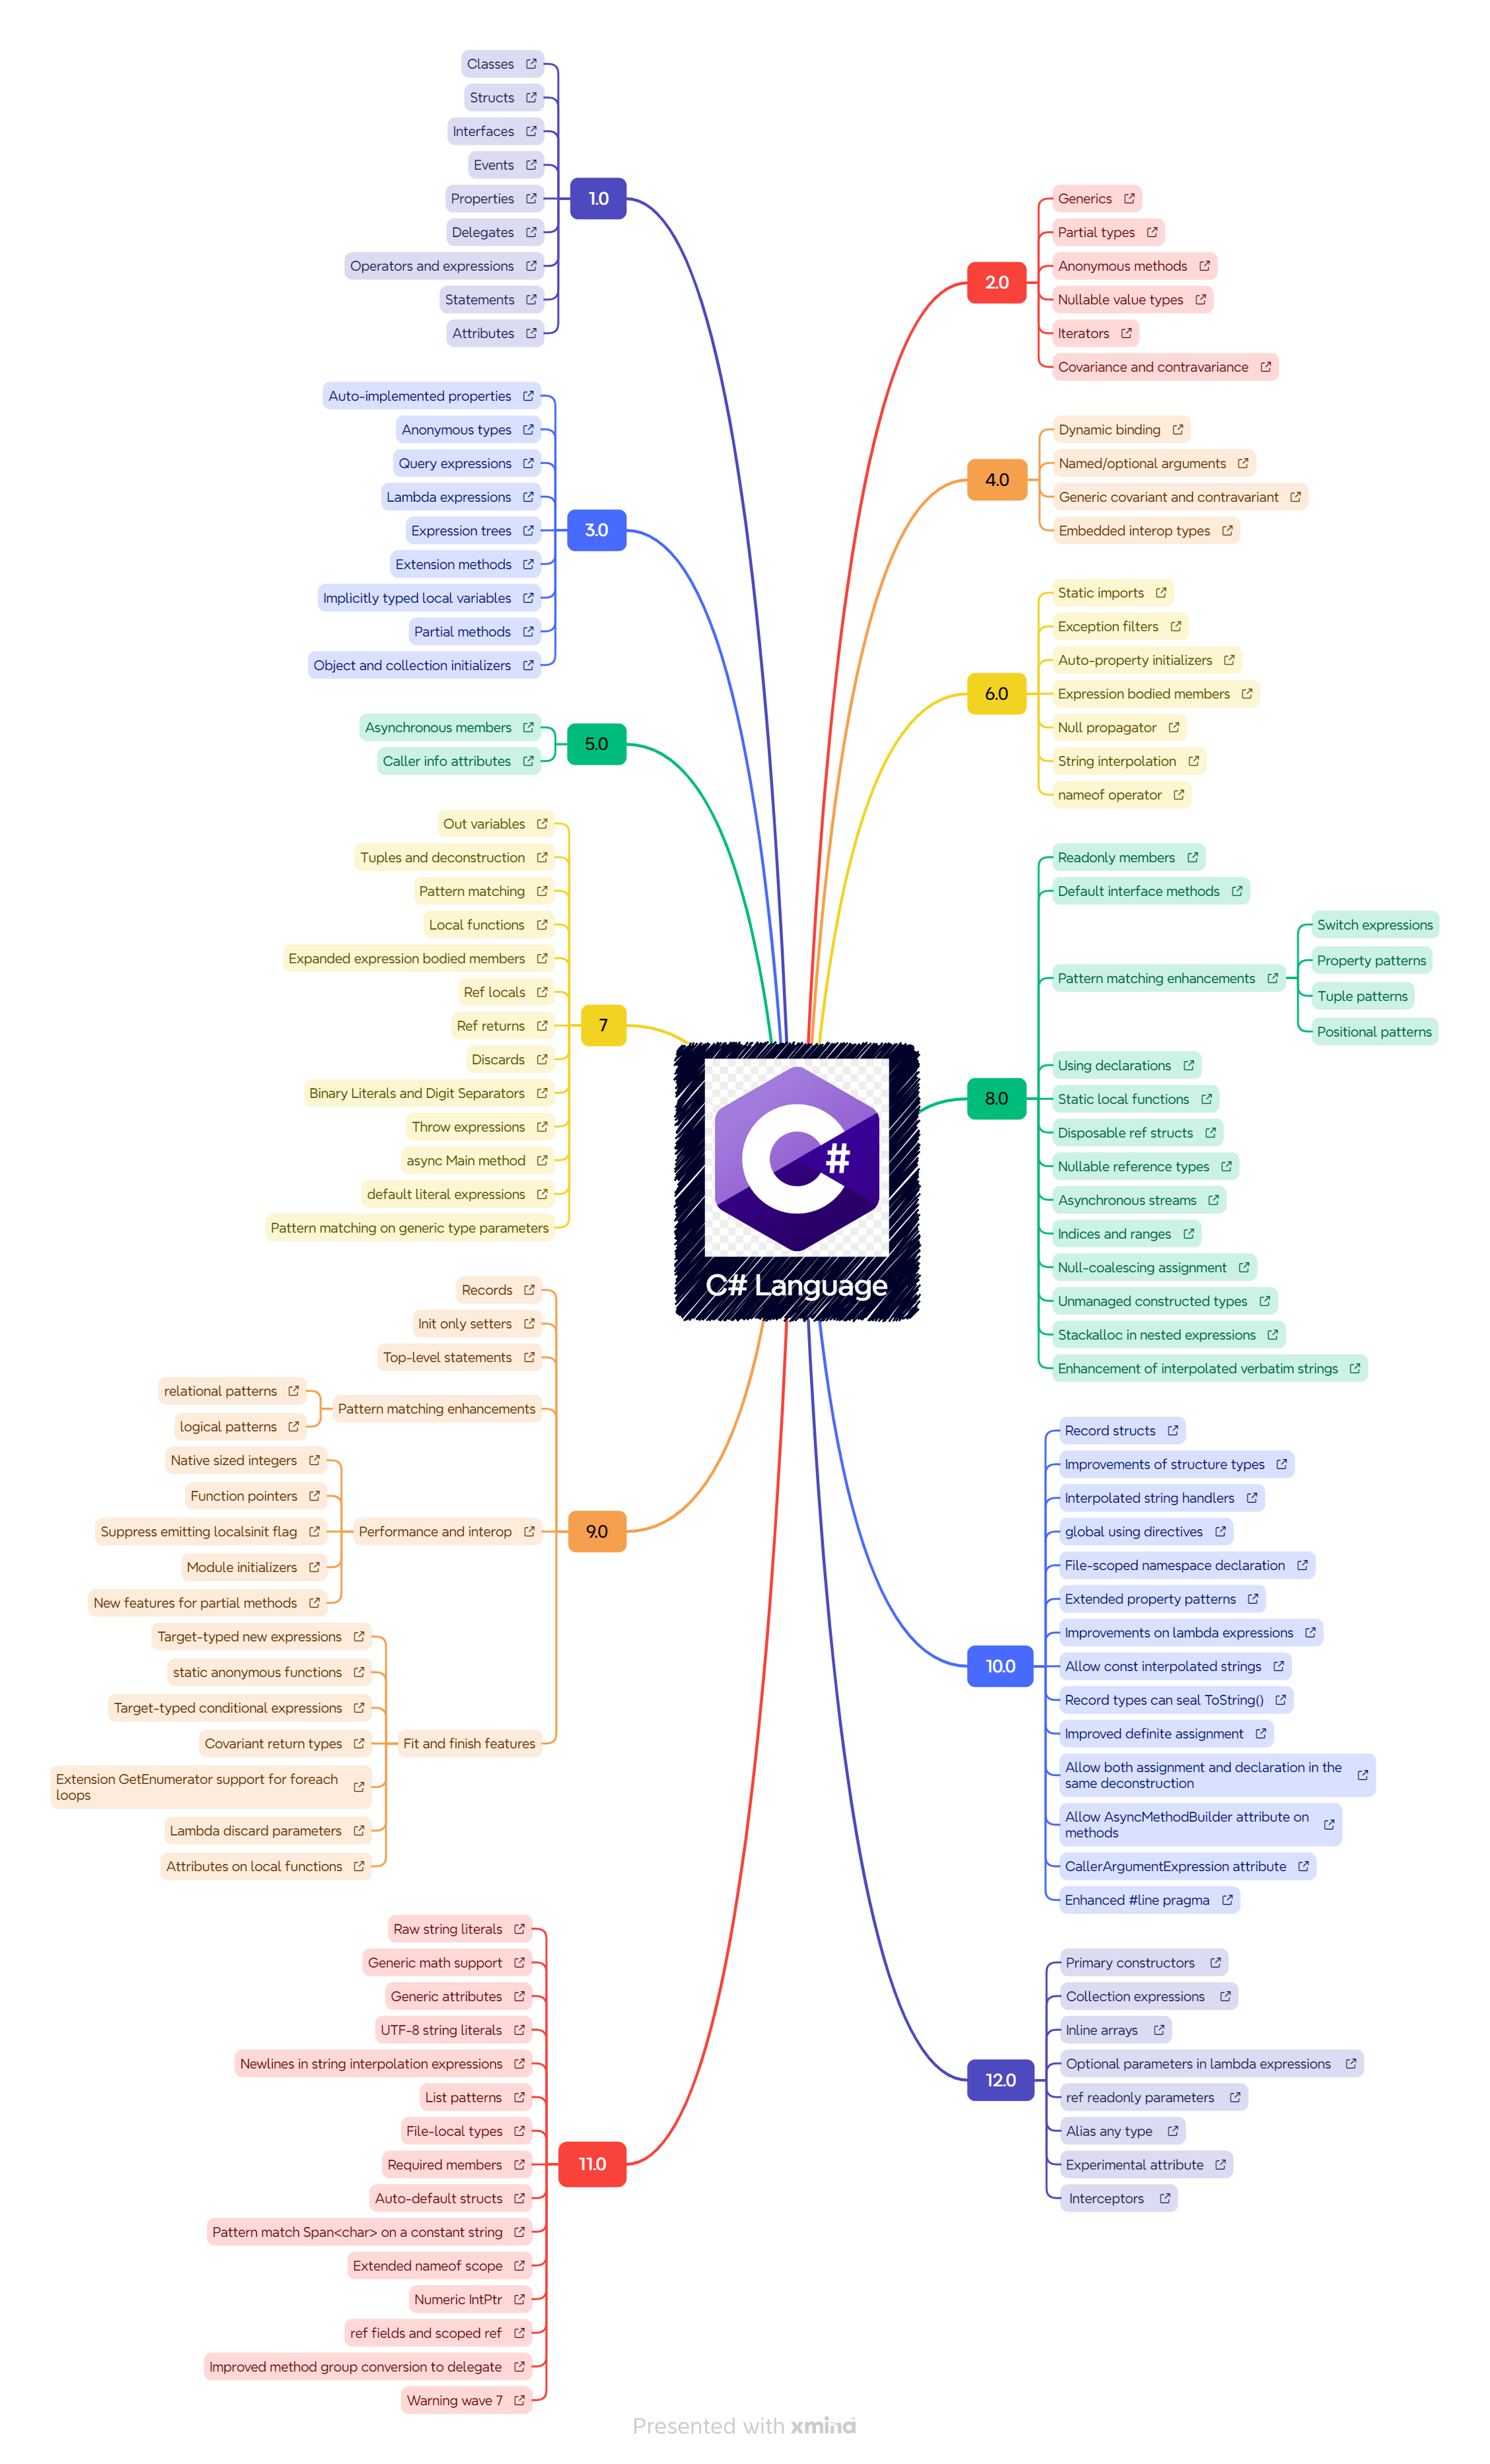 Classes
Structs
Interfaces
Events
Properties
Delegates
Operators and expressions
Statements
Attributes
1.0
Auto-implemented properties
Anonymous types
Query expressions
Lambda expressions
Expression trees
Extension methods
Implicitly typed local variables
Partial methods
Object and collection initializers
3.0
Asynchronous members
Caller info attributes
5.0
Out variables
Tuples and deconstruction
Pattern matching
Local functions
Expanded expression bodied members
Ref locals
Ref returns
Discards
Binary Literals and Digit Separators
Throw expressions
async Main method
default literal expressions
Pattern matching on generic type parameters
7
Records
Init only setters
Top-level statements
relational patterns
logical patterns
Pattern matching enhancements
Native sized integers
Function pointers
Suppress emitting localsinit flag
Module initializers
New features for partial methods
Performance and interop
Target-typed new expressions
static anonymous functions
Target-typed conditional expressions
Covariant return types
Extension GetEnumerator support for foreach
loops
Lambda discard parameters
Attributes on local functions
Fit and finish features
9.0
Raw string literals
Generic math support
Generic attributes
UTF-8 string literals
Newlines in string interpolation expressions
List patterns
File-local types
Required members
Auto-default structs
Pattern match Span<char> on a constant string
Extended nameof scope
Numeric IntPtr
ref fields and scoped ref
Improved method group conversion to delegate
Warning wave 7
11.0
C#
C# Language
2.0
Generics
Partial types
Anonymous methods
Nullable value types
Iterators
Covariance and contravariance
4.0
Dynamic binding
Named/optional arguments
Generic covariant and contravariant
Embedded interop types
6.0
Static imports
Exception filters
Auto-property initializers
Expression bodied members
Null propagator
String interpolation
nameof operator
8.0
Readonly members
Default interface methods
Pattern matching enhancements
Switch expressions
Property patterns
Tuple patterns
Positional patterns
Using declarations
Static local functions
Disposable ref structs
Nullable reference types
Asynchronous streams
Indices and ranges
Null-coalescing assignment
Unmanaged constructed types
Stackalloc in nested expressions
Enhancement of interpolated verbatim strings
10.0
Record structs
Improvements of structure types
Interpolated string handlers
global using directives
File-scoped namespace declaration
Extended property patterns
Improvements on lambda expressions
Allow const interpolated strings
Record types can seal ToString()
Improved definite assignment
Allow both assignment and declaration in the
same deconstruction
Allow AsyncMethodBuilder attribute on
methods
CallerArgumentExpression attribute
Enhanced #line pragma
12.0
Primary constructors
Collection expressions
Inline arrays
Optional parameters in lambda expressions
ref readonly parameters
Alias any type
Experimental attribute
Interceptors
Presented with xmind